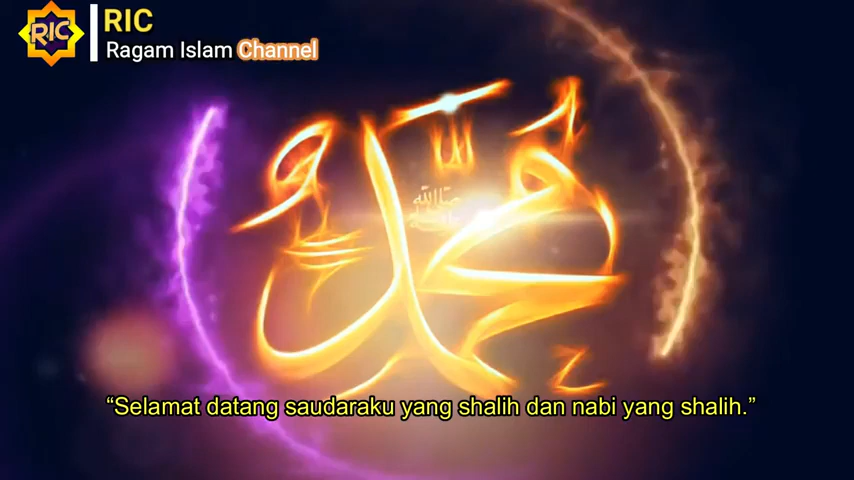 RIC
RIC
Ragam Islam Channel
محمد
ﷺ
“Selamat datang saudaraku yang shalih dan nabi yang shalih.”